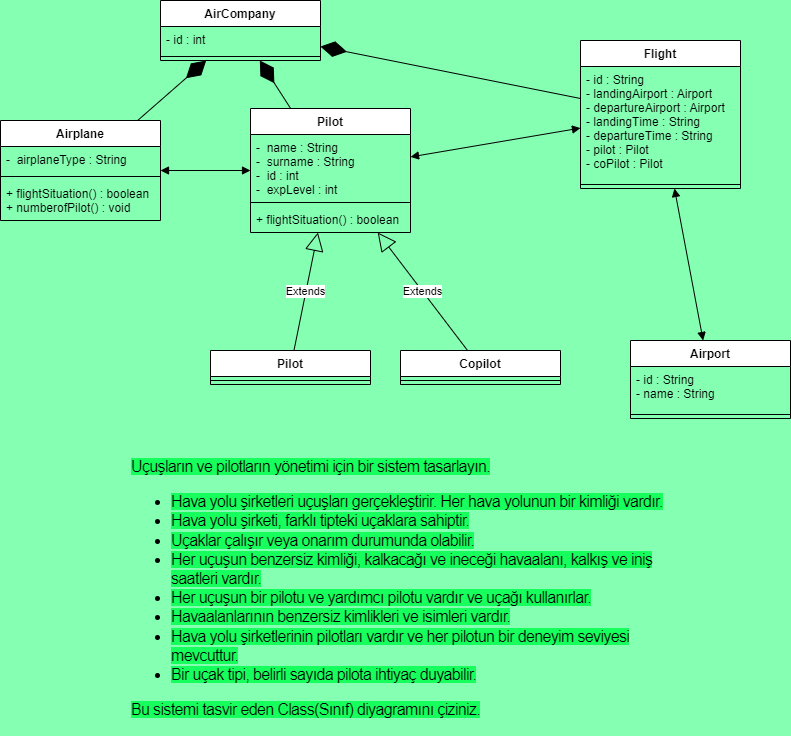 AirCompany
- id : int
Flight
- id : String
- landingAirport : Airport
- departureAirport : Airport
- landingTime : String
- departureTime : String
- pilot : Pilot
- coPilot : Pilot
Airplane
- airplaneType : String
+ flightSituation() : boolean
+ numberofPilot() : void
Pilot
- name : String
- surname : String
- id : int
- expLevel : int
+ flightSituation() : boolean
Extends
Extends
Pilot
Copilot
Airport
- id : String
- name : String
Uçuşların ve pilotların yönetimi için bir sistem tasarlayın.
• Hava yolu şirketleri uçuşları gerçekleştirir. Her hava yolunun bir kimliği vardır.
• Hava yolu şirketi, farklı tipteki uçaklara sahiptir.
• Uçaklar çalışır veya onarım durumunda olabilir.
• Her uçuşun benzersiz kimliği, kalkacağı ve ineceği havaalanı, kalkış ve iniş
saatleri vardır.
• Her uçuşun bir pilotu ve yardımcı pilotu vardır ve uçağı kullanırlar.
• Havaalanlarının benzersiz kimlikleri ve isimleri vardır.
• Hava yolu şirketlerinin pilotları vardır ve her pilotun bir deneyim seviyesi
mevcuttur.
• Bir uçak tipi, belirli sayıda pilota ihtiyaç duyabilir.
Bu sistemi tasvir eden Class(Sınıf) diyagramını çiziniz.